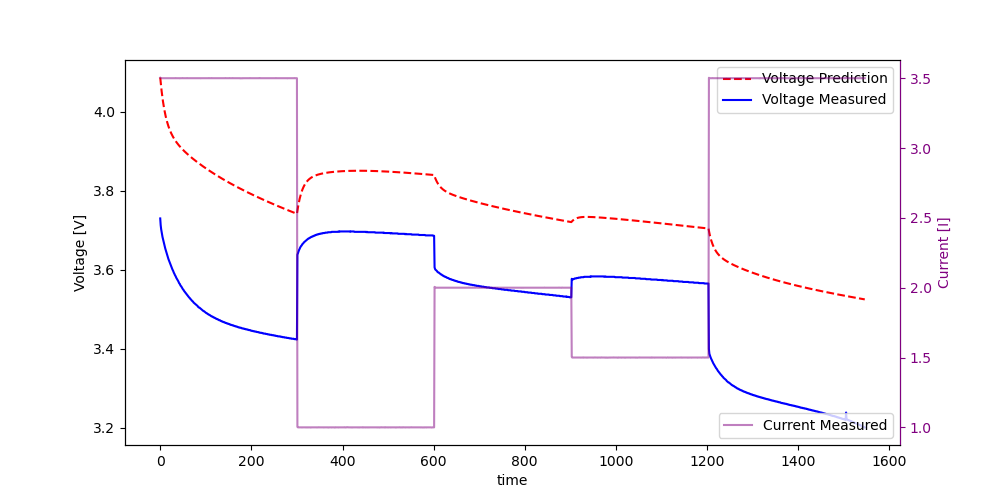 Voltage Prediction
Voltage Measured
Current Measured
4.0
3.8
3.6
3.4
3.2
Voltage [V]
3.5
3.0
2.5
2.0
1.5
1.0
Current [I]
0 200 400 600 800 1000 1200 1400 1600
time